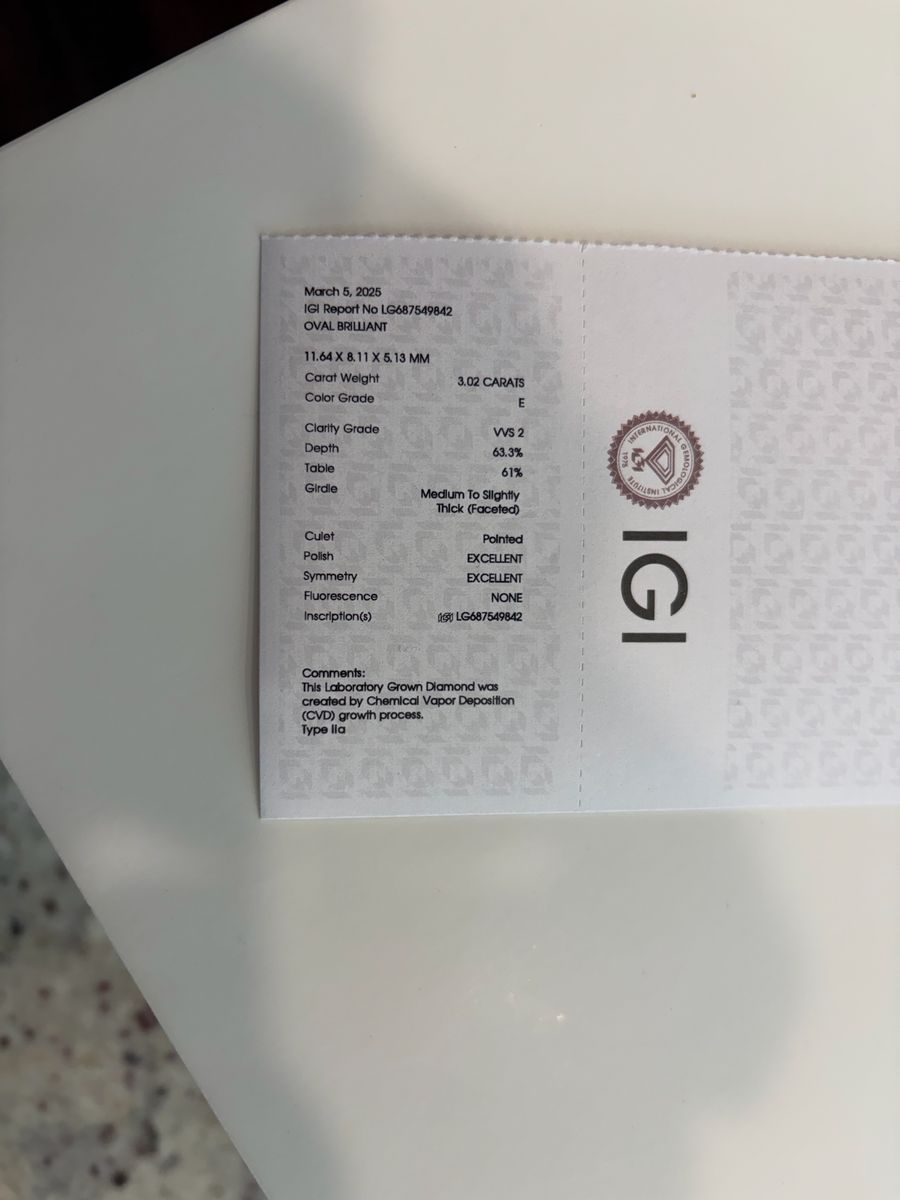 March 5, 2025
IGI Report No LG687549842
OVAL BRILLIANT
11.64 X 8.11 X 5.13 MM
Carat Weight 3.02 CARATS
Color Grade E
Clarity Grade VVS 2
Depth 63.3%
Table 61%
Girdle Medium To Slightly
Thick (Faceted)
Culet Pointed
Polish EXCELLENT
Symmetry EXCELLENT
Fluorescence NONE
Inscription(s) IGI LG687549842
Comments:
This Laboratory Grown Diamond was
created by Chemical Vapor Deposition
(CVD) growth process.
Type IIa
INTERNATIONAL GEMOLOGICAL INSTITUTE
IGI
1975
IGI